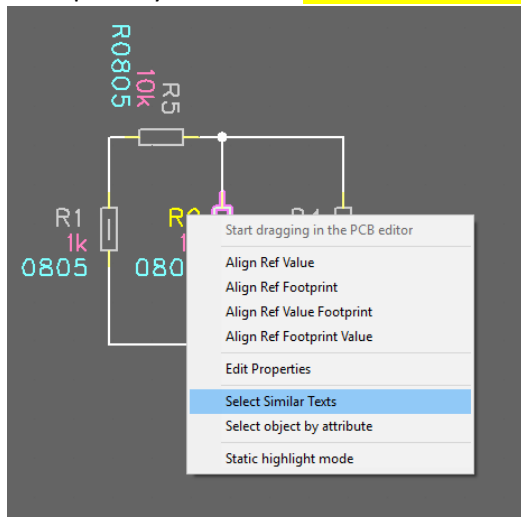 R0805
10k
R5
R1
1k
0805
080
Start dragging in the PCB editor
Align Ref Value
Align Ref Footprint
Align Ref Value Footprint
Align Ref Footprint Value
Edit Properties
Select Similar Texts
Select object by attribute
Static highlight mode